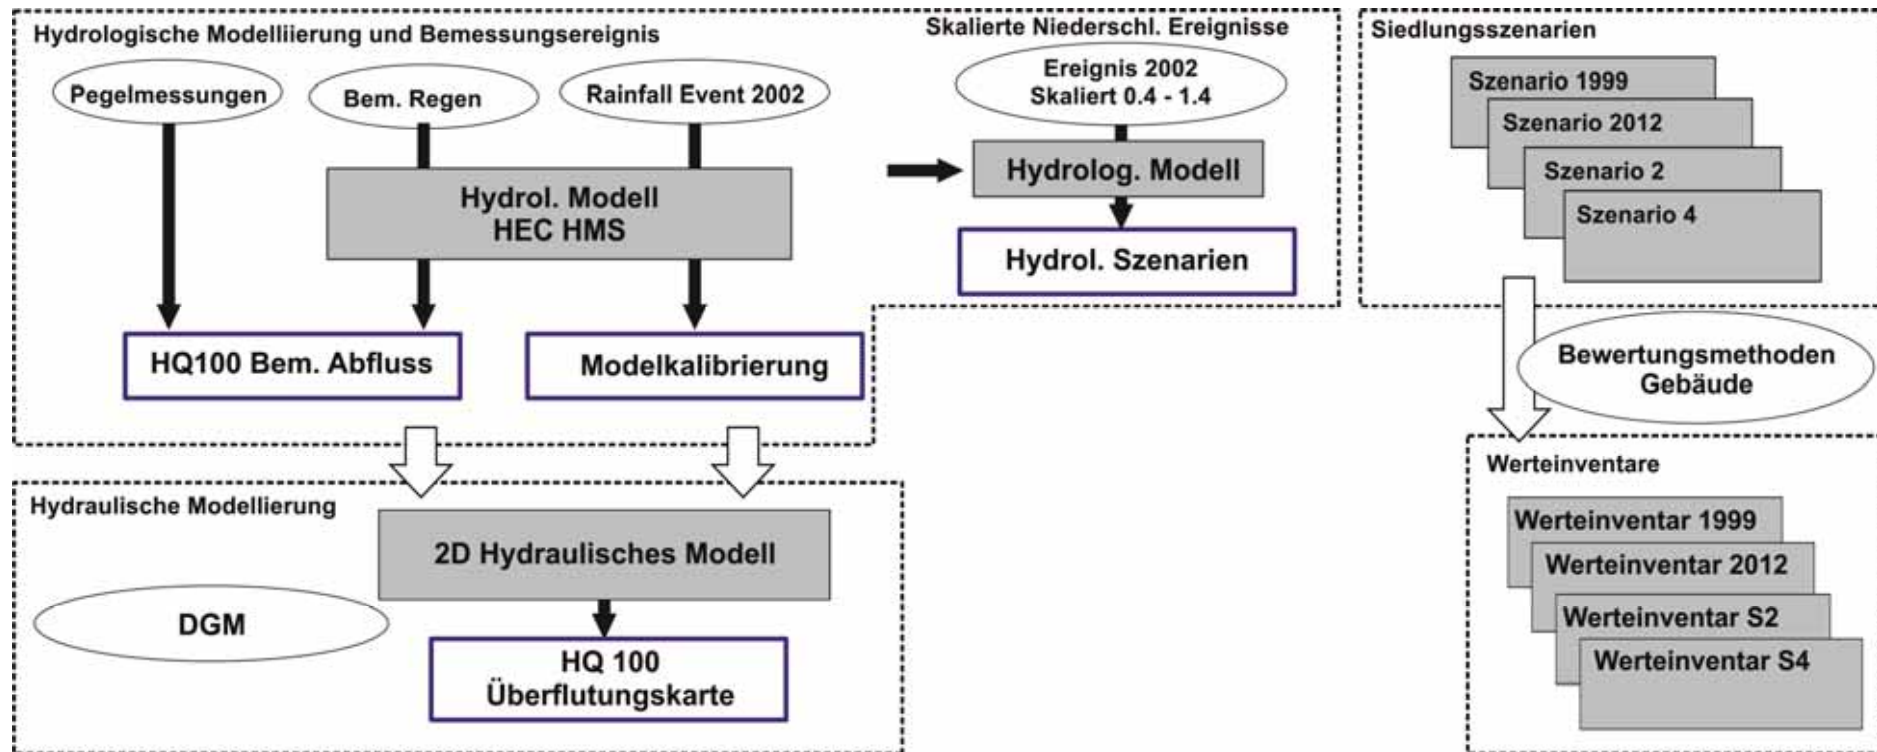 Hydrologische Modelliierung und Bemessungsereignis
Pegelmessungen
Bem. Regen
Rainfall Event 2002
Hydrol. Modell
HEC HMS
HQ100 Bem. Abfluss
Modelkalibrierung
Skalierte Niederschl. Ereignisse
Ereignis 2002
Skaliert 0.4 - 1.4
Hydrolog. Modell
Hydrol. Szenarien
Siedlungsszenarien
Szenario 1999
Szenario 2012
Szenario 2
Szenario 4
Bewertungsmethoden
Gebäude
Hydraulische Modellierung
2D Hydraulisches Modell
DGM
HQ 100
Überflutungskarte
Werteinventare
Werteinventar 1999
Werteinventar 2012
Werteinventar S2
Werteinventar S4